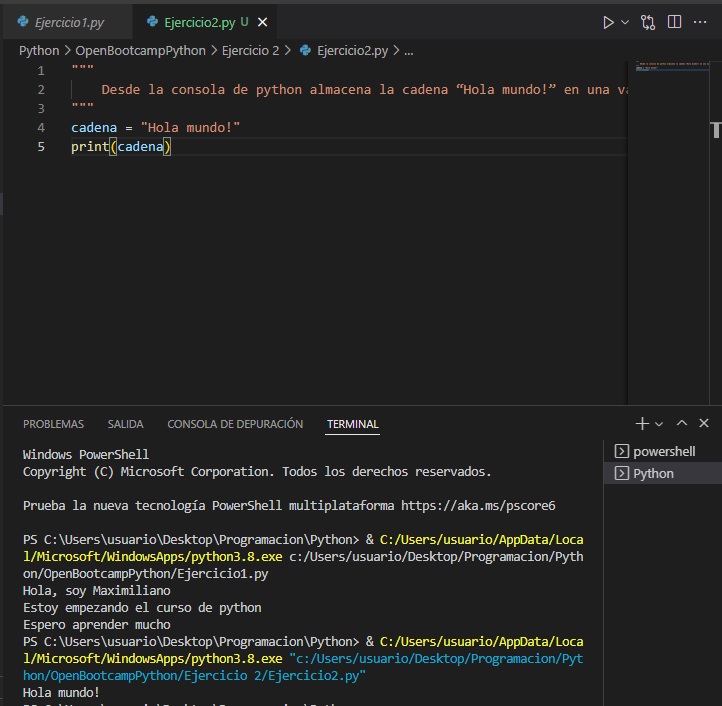 Ejercicio1.py
Ejercicio2.py U
Python > OpenBootcampPython > Ejercicio 2 > Ejercicio2.py > ...
1 """
2 Desde la consola de python almacena la cadena “Hola mundo!” en una
3 """
4 cadena = "Hola mundo!"
5 print(cadena)
PROBLEMAS SALIDA CONSOLA DE DEPURACIÓN TERMINAL
powershell
Python
Windows PowerShell
Copyright (C) Microsoft Corporation. Todos los derechos reservados.
Prueba la nueva tecnología PowerShell multiplataforma https://aka.ms/pscore6
PS C:\Users\usuario\Desktop\Programacion\Python> & C:/Users/usuario/AppData/Loca
l/Microsoft/WindowsApps/python3.8.exe c:/Users/usuario/Desktop/Programacion/Pyth
on/OpenBootcampPython/Ejercicio1.py
Hola, soy Maximiliano
Estoy empezando el curso de python
Espero aprender mucho
PS C:\Users\usuario\Desktop\Programacion\Python> & C:/Users/usuario/AppData/Loca
l/Microsoft/WindowsApps/python3.8.exe "c:/Users/usuario/Desktop/Programacion/Pyt
hon/OpenBootcampPython/Ejercicio 2/Ejercicio2.py"
Hola mundo!